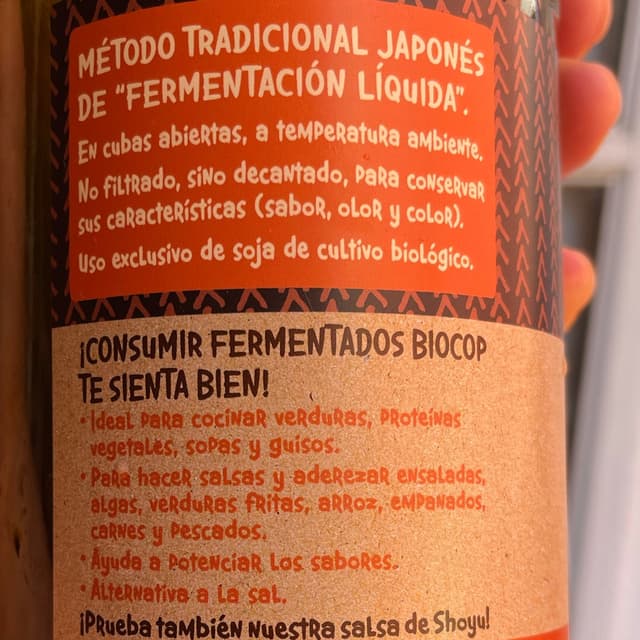 MÉTODO TRADICIONAL JAPONÉS
DE "FERMENTACIÓN LÍQUIDA".
En cubas abiertas, a temperatura ambiente.
No filtrado, sino decantado, para conservar
sus características (sabor, olor y color).
Uso exclusivo de soja de cultivo biológico.
¡CONSUMIR FERMENTADOS BIOCOP
TE SIENTA BIEN!
• Ideal para cocinar verduras, proteínas
vegetales, sopas y guisos.
• Para hacer salsas y aderezar ensaladas,
algas, verduras fritas, arroz, empanados,
carnes y pescados.
• Ayuda a potenciar los sabores.
• Alternativa a la sal.
¡Prueba también nuestra salsa de Shoyu!